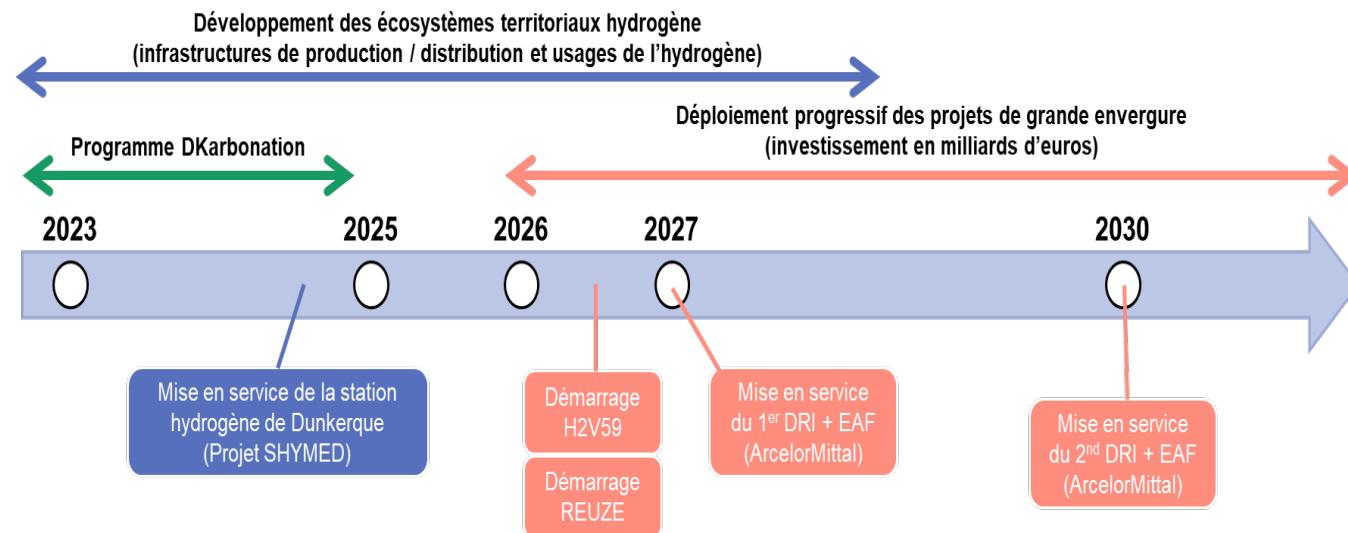 Développement des écosystèmes territoriaux hydrogène
(infrastructures de production / distribution et usages de l’hydrogène)
Déploiement progressif des projets de grande envergure
(investissement en milliards d’euros)
Programme DKarbonation
2023
2025
2026
2027
2030
Mise en service de la station
hydrogène de Dunkerque
(Projet SHYMED)
Démarrage
H2V59
Démarrage
REUZE
Mise en service
du 1er DRI + EAF
(ArcelorMittal)
Mise en service
du 2nd DRI + EAF
(ArcelorMittal)